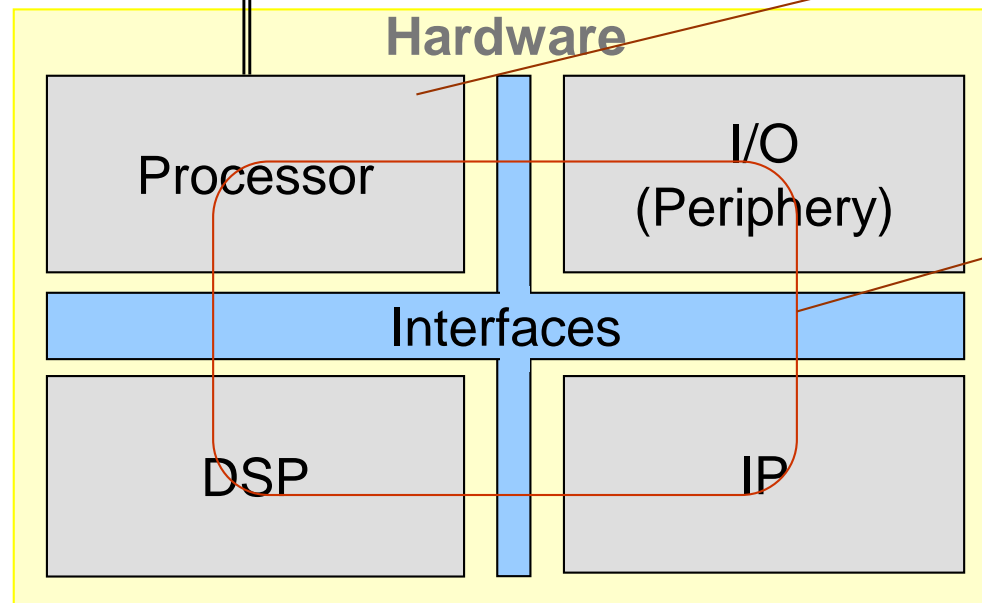 Hardware
Processor
I/O
(Periphery)
Interfaces
DSP
IP